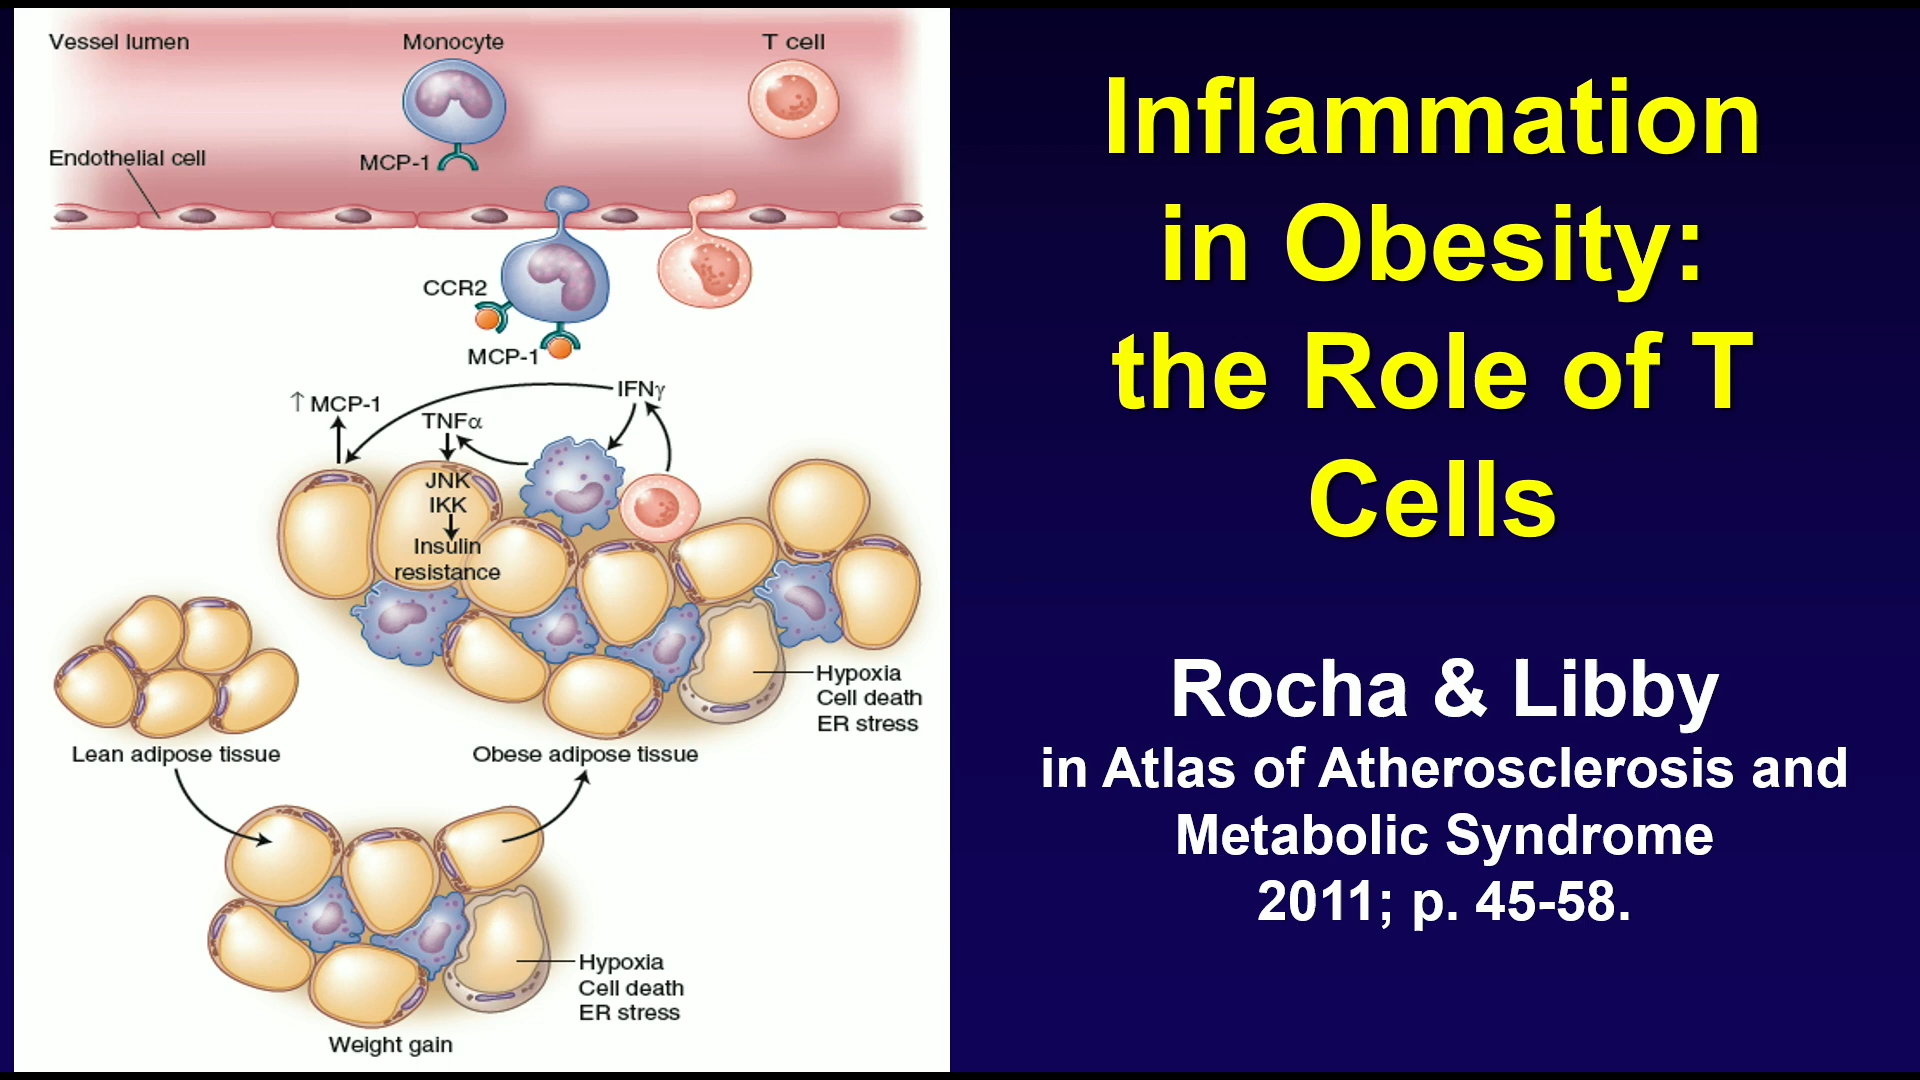 Vessel lumen
Monocyte
T cell
Endothelial cell
MCP-1
CCR2
MCP-1
IFNγ
↑ MCP-1
TNFα
JNK
IKK
Insulin
resistance
Hypoxia
Cell death
ER stress
Lean adipose tissue
Obese adipose tissue
Hypoxia
Cell death
ER stress
Weight gain
Inflammation
in Obesity:
the Role of T
Cells
Rocha & Libby
in Atlas of Atherosclerosis and
Metabolic Syndrome
2011; p. 45-58.